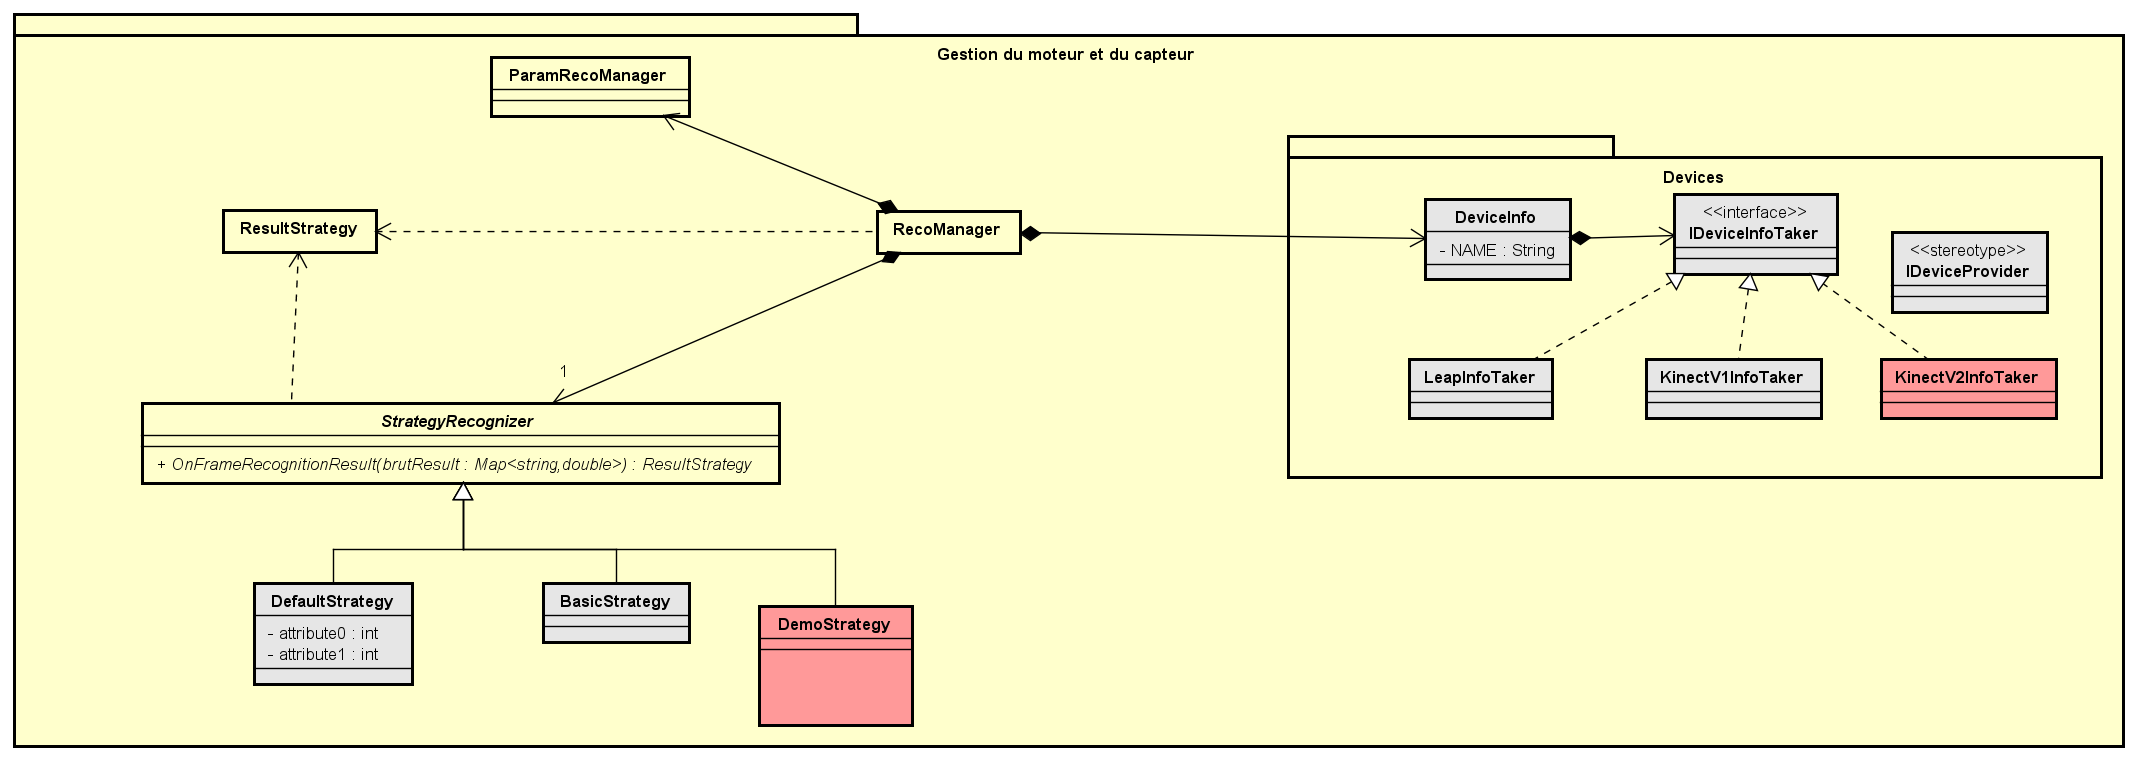 Gestion du moteur et du capteur
ParamRecoManager
Devices
ResultStrategy
RecoManager
DeviceInfo
- NAME : String
<<interface>>
IDeviceInfoTaker
<<stereotype>>
IDeviceProvider
LeapInfoTaker
KinectV1InfoTaker
KinectV2InfoTaker
1
StrategyRecognizer
+ OnFrameRecognitionResult(brutResult : Map<string,double>) : ResultStrategy
DefaultStrategy
- attribute0 : int
- attribute1 : int
BasicStrategy
DemoStrategy